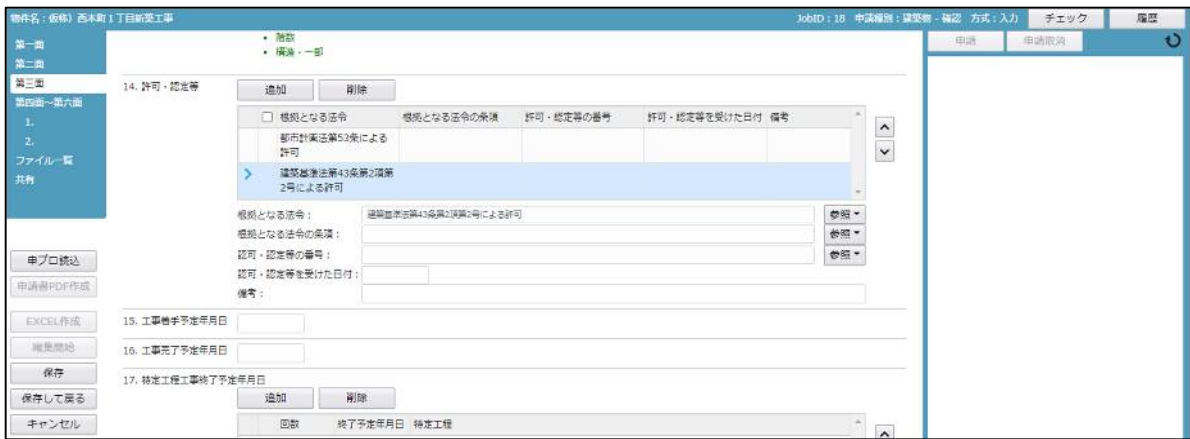 物件名：(仮称) 西本町１丁目新築工事
JobID：18 申請種別：建築物 - 確認 方式：入力
チェック
履歴
第一面
第二面
第三面
第四面～第六面
1.
2.
ファイル一覧
共有
申プロ読込
申請書PDF作成
EXCEL作成
編集開始
保存
保存して戻る
キャンセル
・階数
・構造・一部
14. 許可・認定等
追加
削除
根拠となる法令 根拠となる法令の条項 許可・認定等の番号 許可・認定等を受けた日付 備考
都市計画法第53条による
許可
建築基準法第43条第2項第
2号による許可
根拠となる法令： 建築基準法第43条第2項第2号による許可 参照
根拠となる法令の条項： 参照
認可・認定等の番号： 参照
認可・認定等を受けた日付：
備考：
15. 工事着手予定年月日
16. 工事完了予定年月日
17. 特定工程工事終了予定年月日
追加
削除
回数 終了予定年月日 特定工程
申請
申請取消